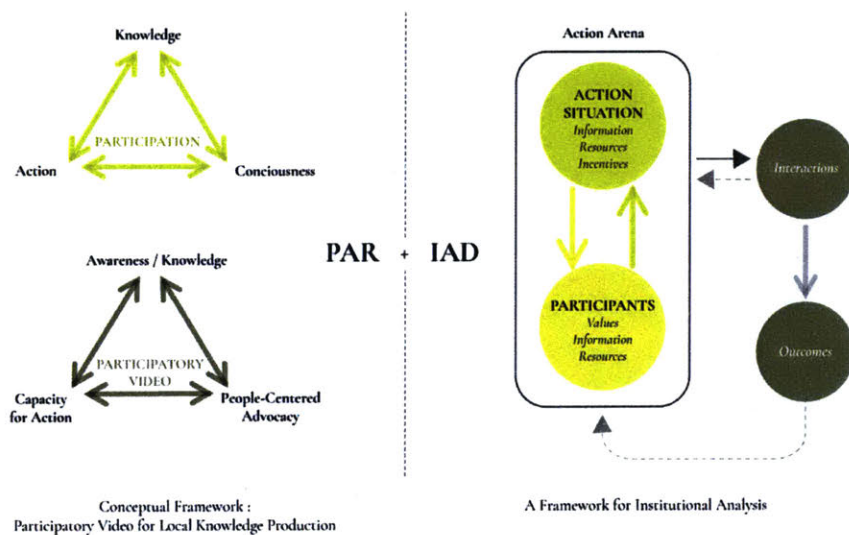 Knowledge
PARTICIPATION
Action
Conciousness
Awareness / Knowledge
PARTICIPATORY
VIDEO
Capacity
for Action
People-Centered
Advocacy
Conceptual Framework :
Participatory Video for Local Knowledge Production
PAR + IAD
Action Arena
ACTION
SITUATION
Information
Resources
Incentives
PARTICIPANTS
Values
Information
Resources
Interactions
Outcomes
A Framework for Institutional Analysis